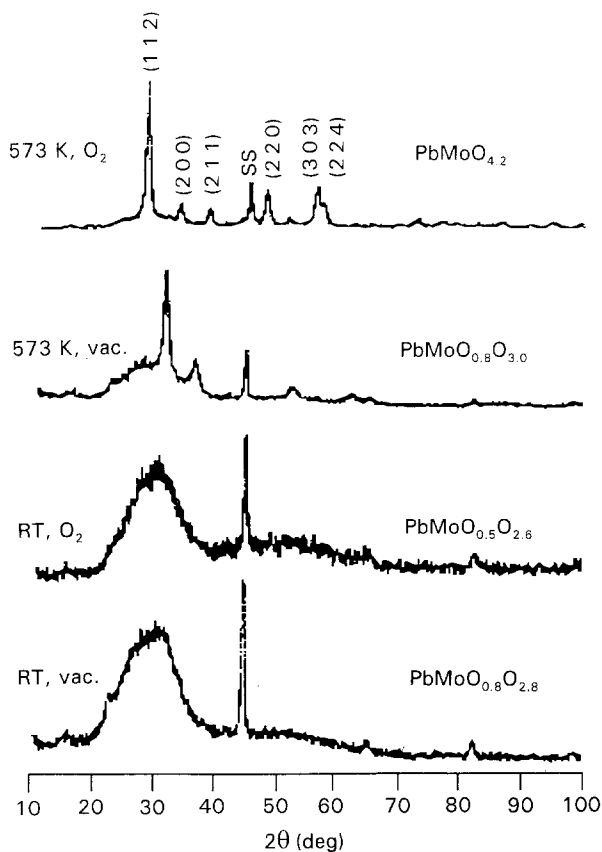 (1 1 2)
573 K, O₂
(2 0 0)
(2 1 1)
SS
(2 2 0)
(3 0 3)
(2 2 4)
PbMoO₄.₂
573 K, vac.
PbMoO₀.₈O₃.₀
RT, O₂
PbMoO₀.₅O₂.₆
RT, vac.
PbMoO₀.₈O₂.₈
10 20 30 40 50 60 70 80 90 100
2θ (deg)